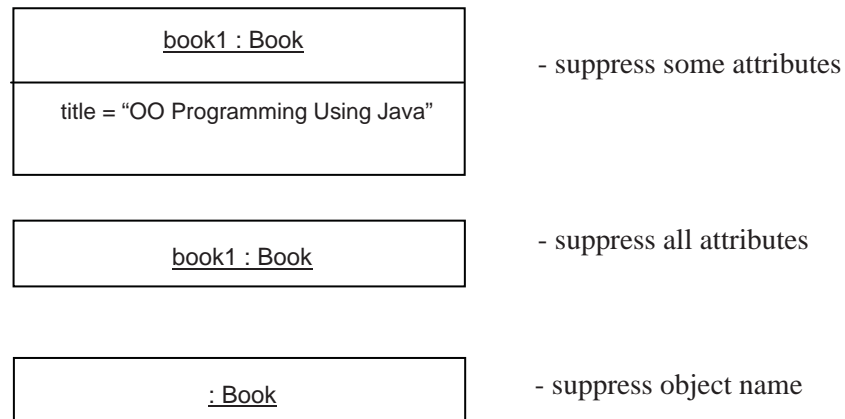 book1 : Book
- suppress some attributes
title = “OO Programming Using Java”
book1 : Book
- suppress all attributes
: Book
- suppress object name